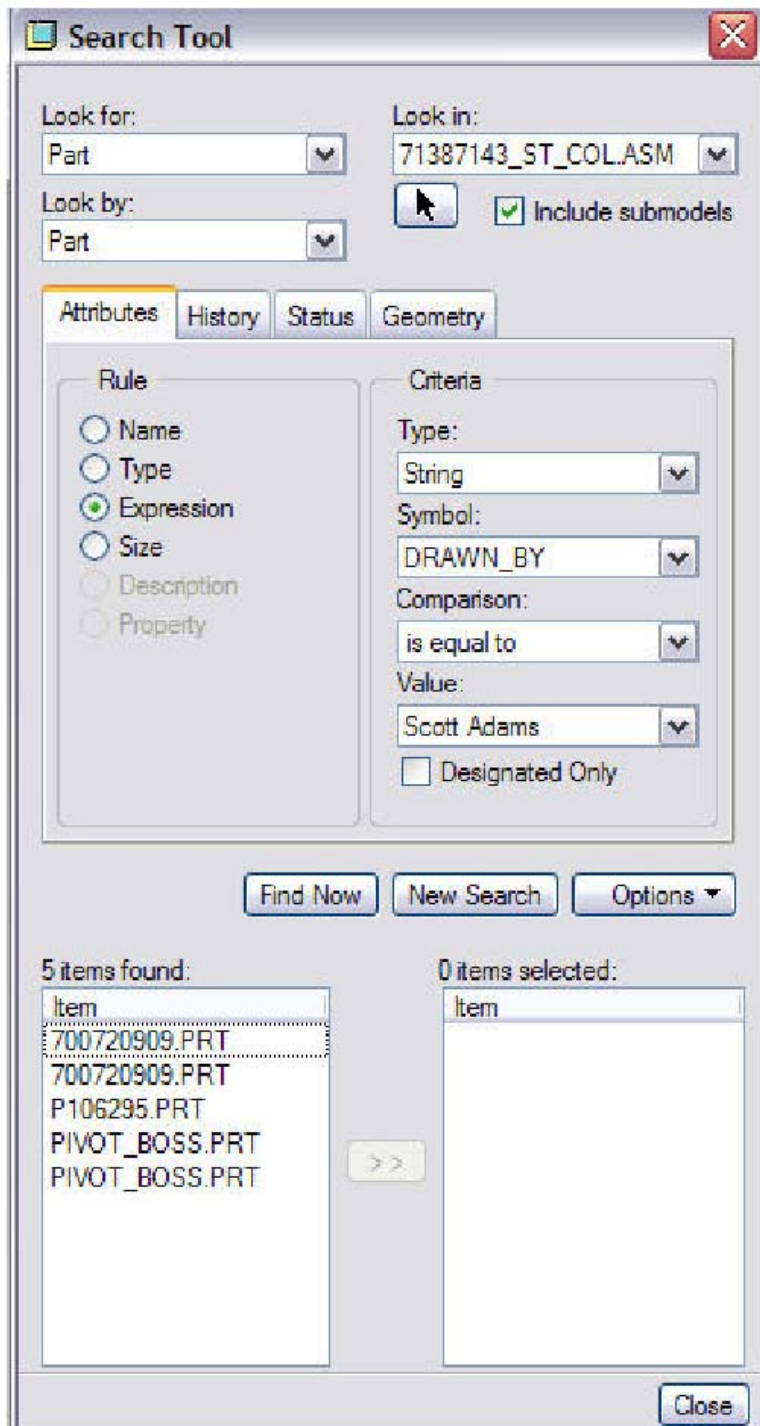 Search Tool
Look for:
Part
Look in:
71387143_ST_COL.ASM
Include submodels
Look by:
Part
Attributes
History
Status
Geometry
Rule
Name
Type
Expression
Size
Description
Property
Criteria
Type:
String
Symbol:
DRAWN_BY
Comparison:
is equal to
Value:
Scott Adams
Designated Only
Find Now
New Search
Options
5 items found:
Item
700720909.PRT
700720909.PRT
P106295.PRT
PIVOT_BOSS.PRT
PIVOT_BOSS.PRT
>>
0 items selected:
Item
Close